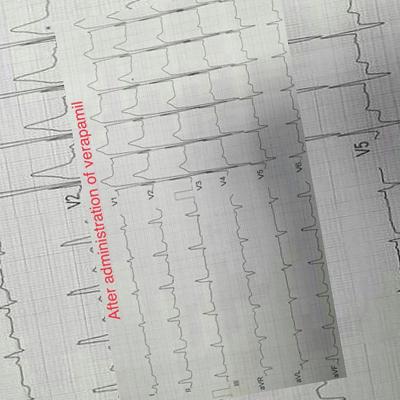 After administration of verapamil
V2
V5
V1
V2
V3
V4
V5
V6
I
II
III
aVR
aVL
aVF